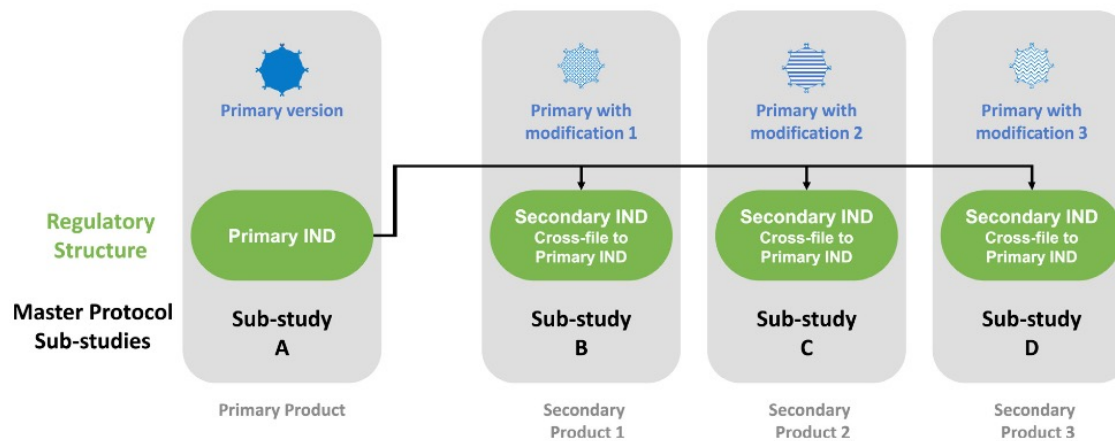 Primary version
Primary with
modification 1
Primary with
modification 2
Primary with
modification 3
Regulatory
Structure
Primary IND
Secondary IND
Cross-file to
Primary IND
Secondary IND
Cross-file to
Primary IND
Secondary IND
Cross-file to
Primary IND
Master Protocol
Sub-studies
Sub-study
A
Sub-study
B
Sub-study
C
Sub-study
D
Primary Product
Secondary
Product 1
Secondary
Product 2
Secondary
Product 3